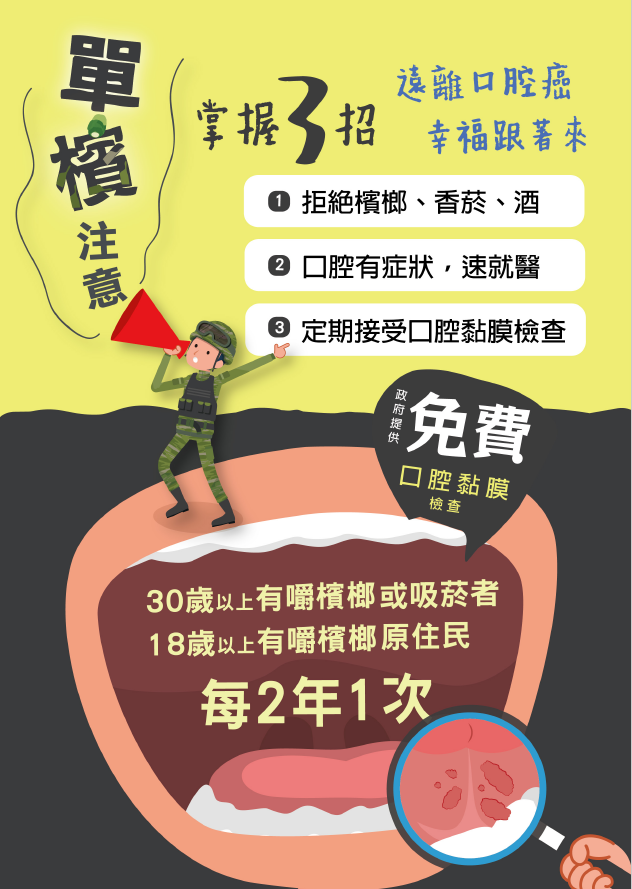 單檳注意
掌握3招
遠離口腔癌
幸福跟著來
1 拒絕檳榔、香菸、酒
2 口腔有症狀，速就醫
3 定期接受口腔黏膜檢查
政府提供
免費
口腔黏膜
檢查
30歲以上有嚼檳榔或吸菸者
18歲以上有嚼檳榔原住民
每2年1次